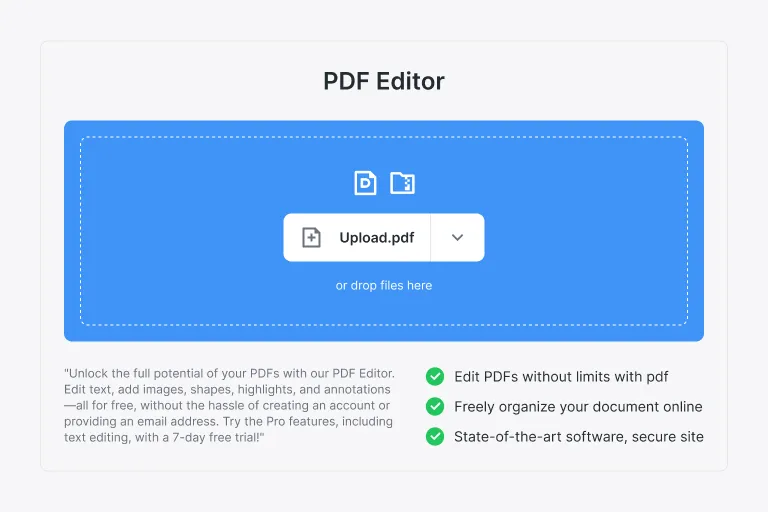 PDF Editor
Upload.pdf
or drop files here
"Unlock the full potential of your PDFs with our PDF Editor.
Edit text, add images, shapes, highlights, and annotations
—all for free, without the hassle of creating an account or
providing an email address. Try the Pro features, including
text editing, with a 7-day free trial!"
Edit PDFs without limits with pdf
Freely organize your document online
State-of-the-art software, secure site